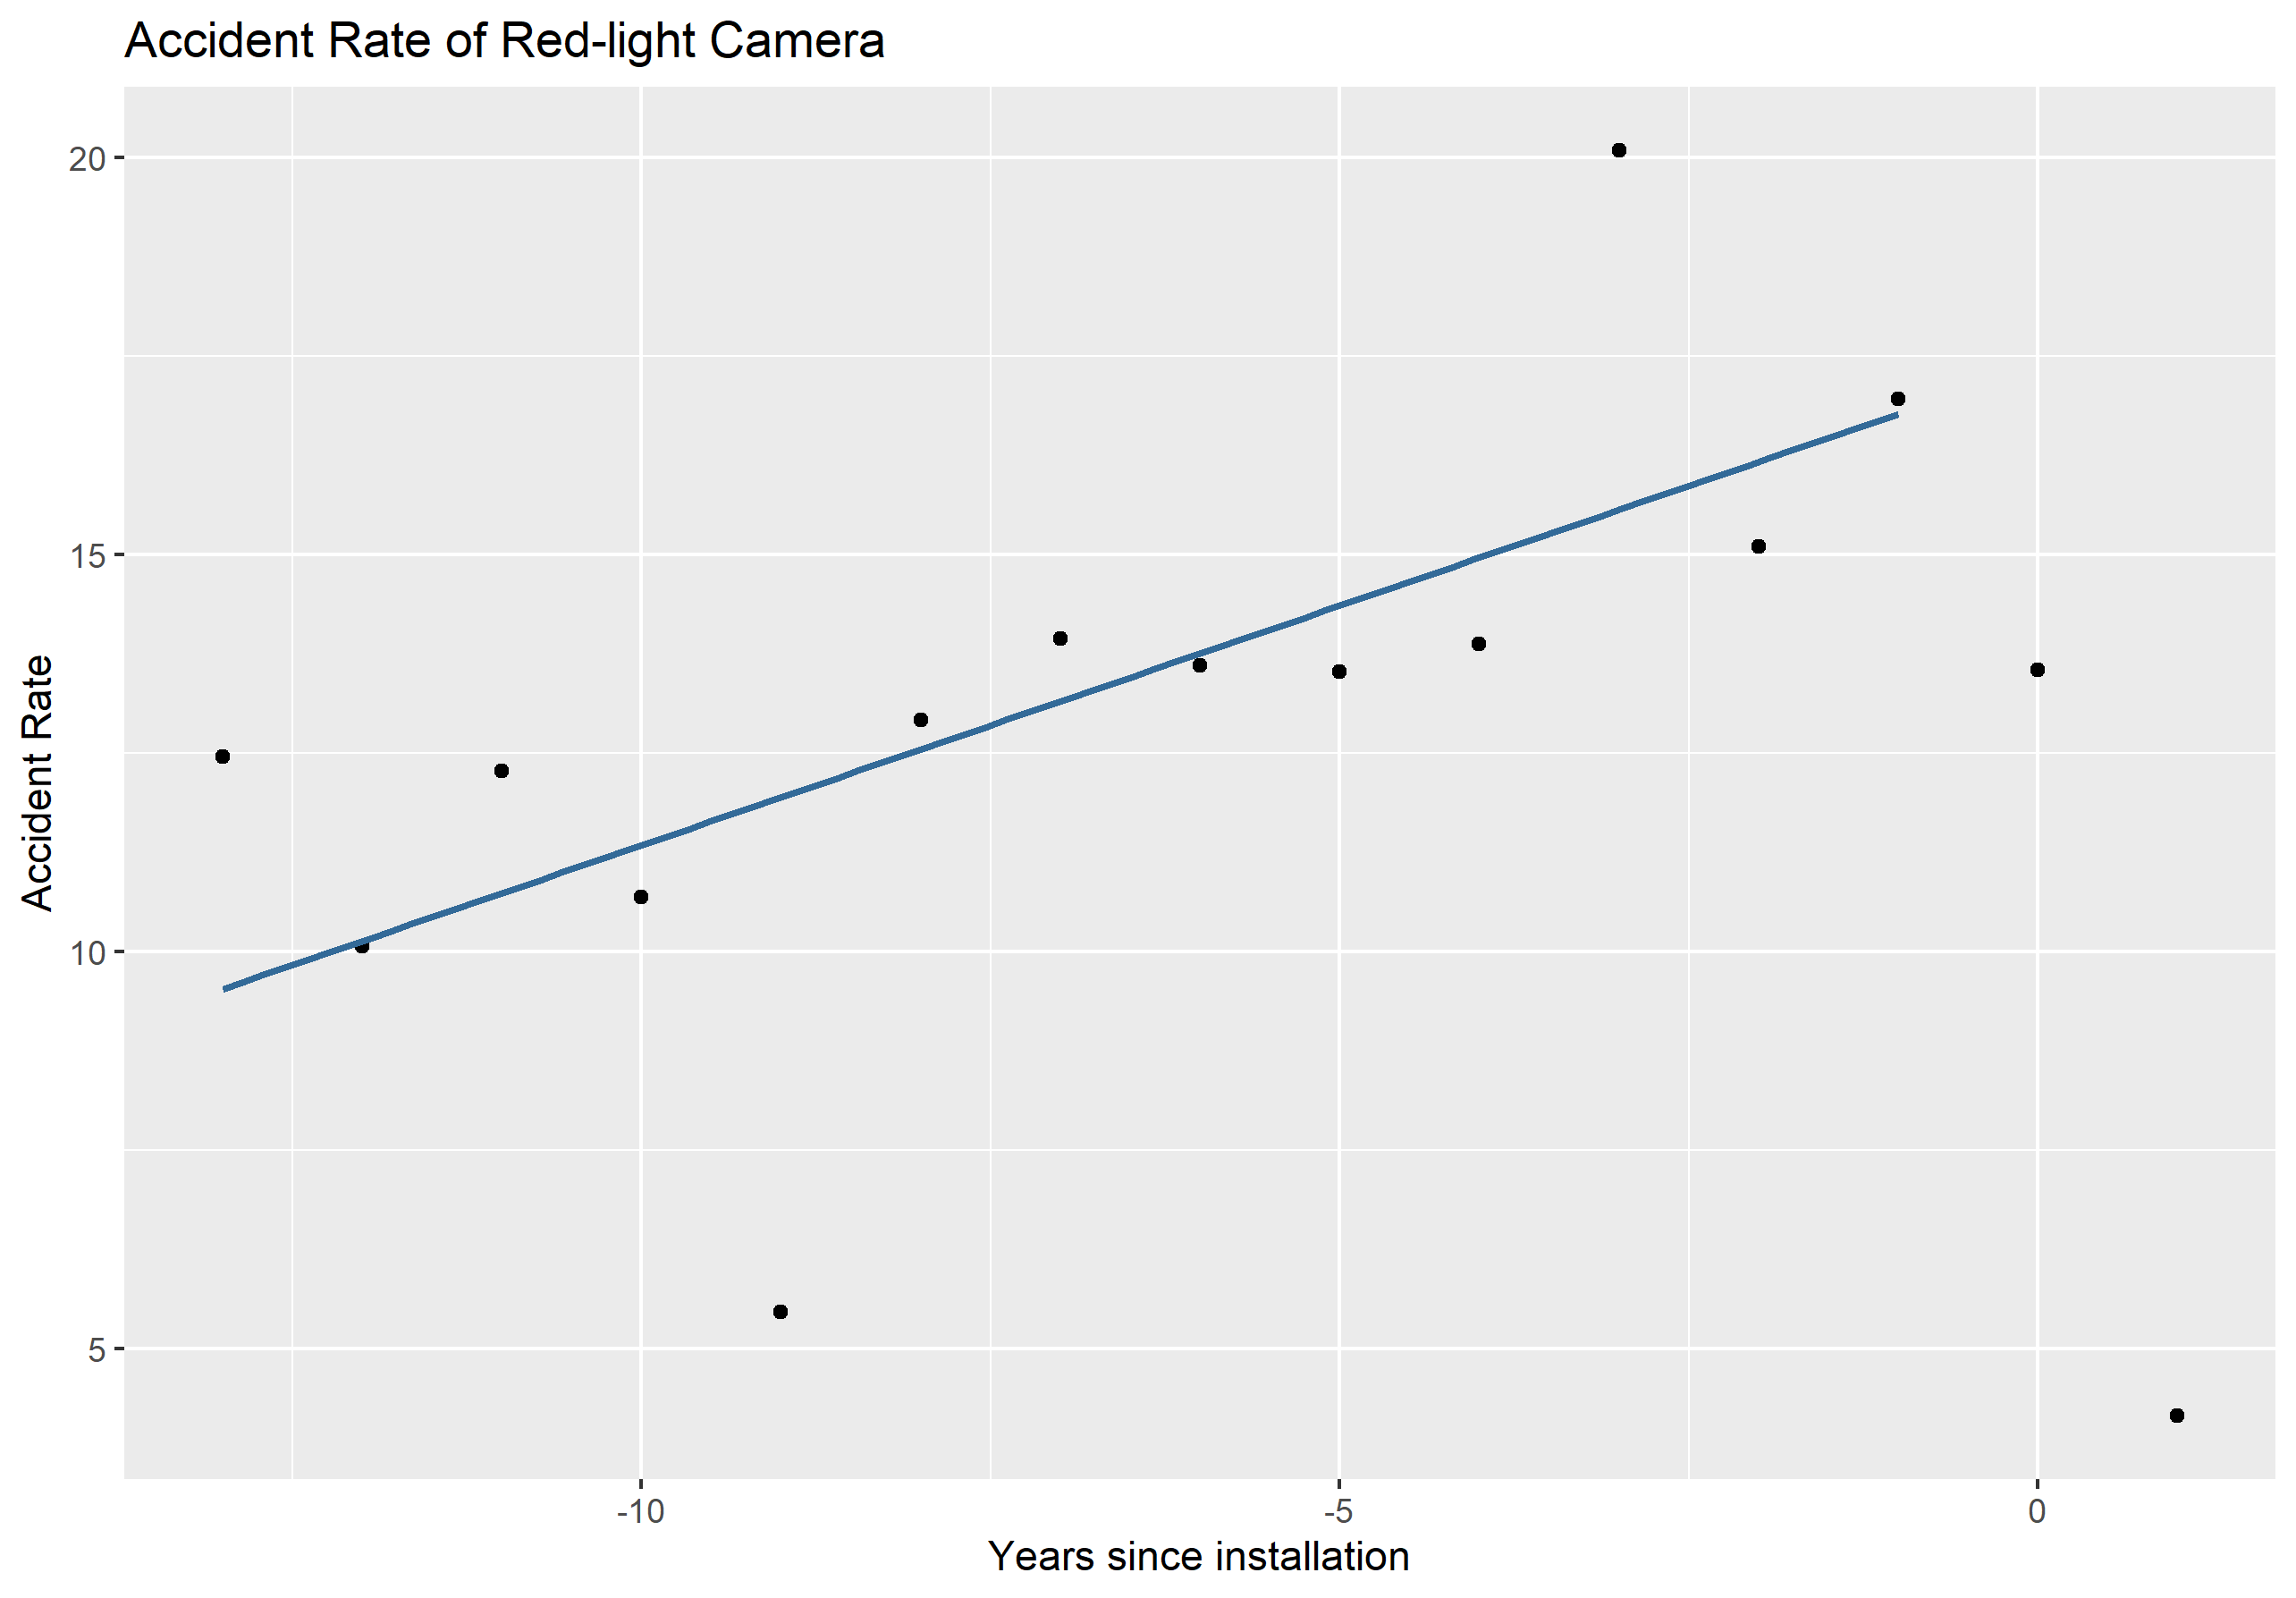 Accident Rate of Red-light Camera
20
15
10
5
Accident Rate
-10
-5
0
Years since installation